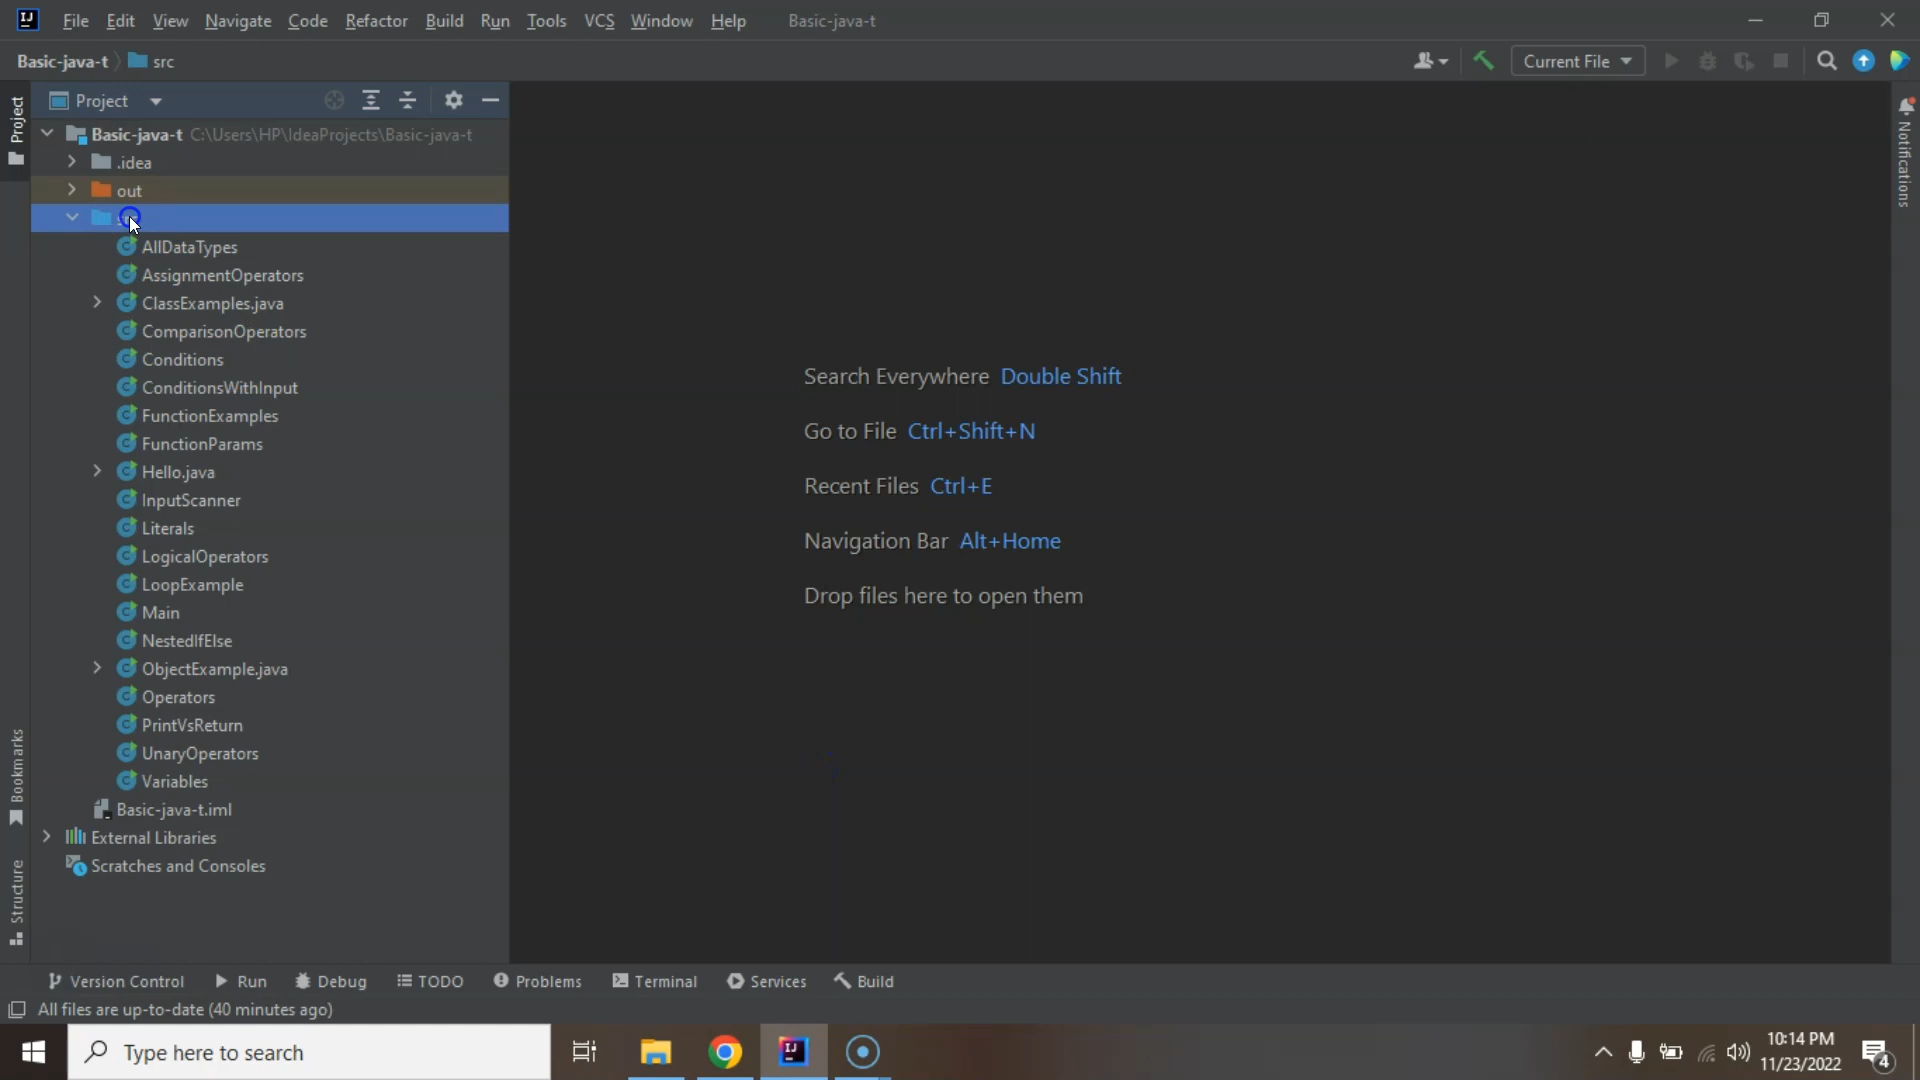 File Edit View Navigate Code Refactor Build Run Tools VCS Window Help Basic-java-t
Basic-java-t src
Current File
Project
Project
Basic-java-t C:\Users\HP\IdeaProjects\Basic-java-t
.idea
out
AllDataTypes
AssignmentOperators
ClassExamples.java
ComparisonOperators
Conditions
ConditionsWithInput
FunctionExamples
FunctionParams
Hello.java
InputScanner
Literals
LogicalOperators
LoopExample
Main
NestedIfElse
ObjectExample.java
Operators
PrintVsReturn
UnaryOperators
Variables
Basic-java-t.iml
External Libraries
Scratches and Consoles
Bookmarks
Structure
Search Everywhere Double Shift
Go to File Ctrl+Shift+N
Recent Files Ctrl+E
Navigation Bar Alt+Home
Drop files here to open them
Notifications
Version Control Run Debug TODO Problems Terminal Services Build
All files are up-to-date (40 minutes ago)
Type here to search
10:14 PM
11/23/2022
4